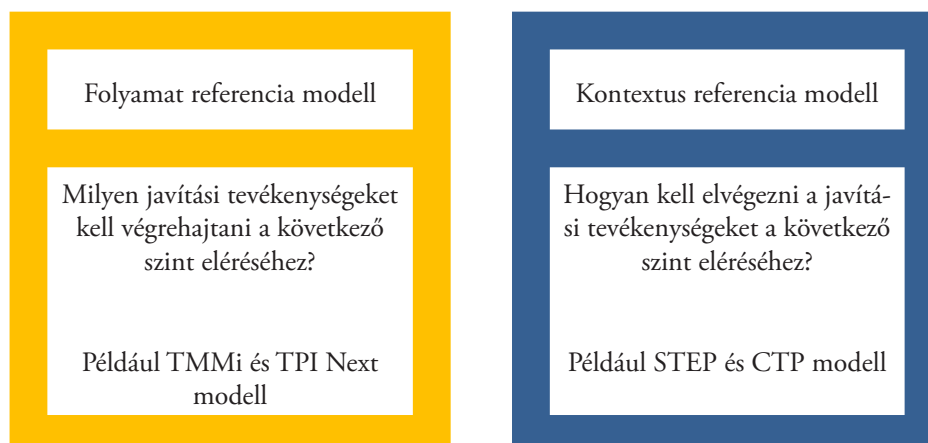 Folyamat referencia modell
Milyen javítási tevékenységeket
kell végrehajtani a következő
szint eléréséhez?
Például TMMi és TPI Next
modell
Kontextus referencia modell
Hogyan kell elvégezni a javítá-
si tevékenységeket a következő
szint eléréséhez?
Például STEP és CTP modell